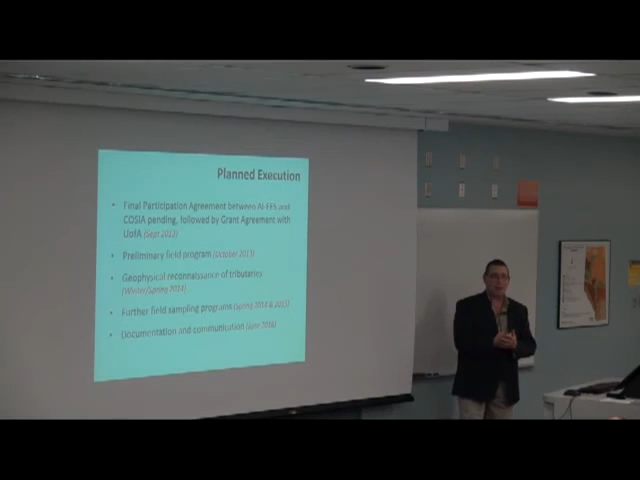 Planned Execution
• Final Participation Agreement between AI-EES and
COSIA pending, followed by Grant Agreement with
UofA (Sept 2013)
• Preliminary field program (October 2013)
• Geophysical reconnaissance of tributaries
(Winter/Spring 2014)
• Further field sampling programs (Spring 2014 & 2015)
• Documentation and communication (June 2016)